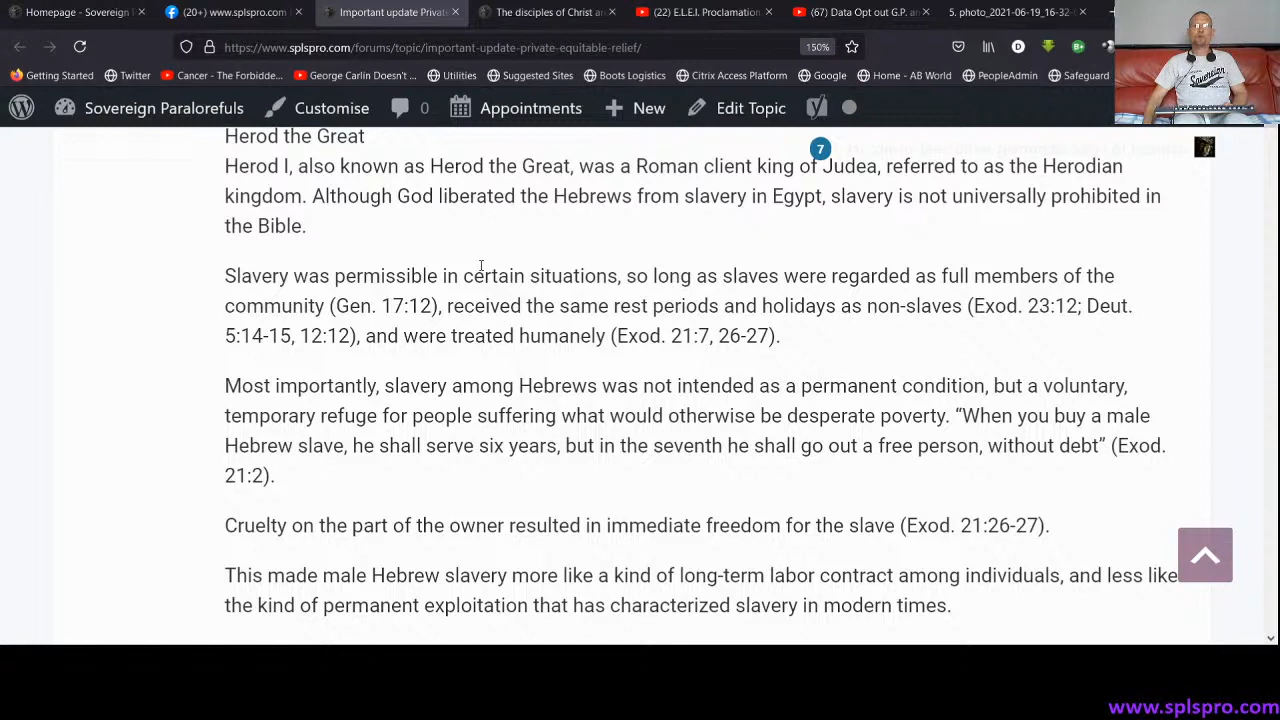 Homepage - Sovereign
(20+) www.splspro.com
Important update Private
The disciples of Christ ar
(22) E.L.E.I. Proclamation
(67) Data Opt out G.P. an
5. photo_2021-06-19_16-32-0
https://www.splspro.com/forums/topic/important-update-private-equitable-relief/
150%
Getting Started
Twitter
Cancer - The Forbidde...
George Carlin Doesn't ...
Utilities
Suggested Sites
Boots Logistics
Citrix Access Platform
Google
Home - AB World
PeopleAdmin
Safeguard
Sovereign Paralorefuls
Customise
0
Appointments
New
Edit Topic
Sovereign
Herod the Great
7
Herod I, also known as Herod the Great, was a Roman client king of Judea, referred to as the Herodian
kingdom. Although God liberated the Hebrews from slavery in Egypt, slavery is not universally prohibited in
the Bible.
Slavery was permissible in certain situations, so long as slaves were regarded as full members of the
community (Gen. 17:12), received the same rest periods and holidays as non-slaves (Exod. 23:12; Deut.
5:14-15, 12:12), and were treated humanely (Exod. 21:7, 26-27).
Most importantly, slavery among Hebrews was not intended as a permanent condition, but a voluntary,
temporary refuge for people suffering what would otherwise be desperate poverty. “When you buy a male
Hebrew slave, he shall serve six years, but in the seventh he shall go out a free person, without debt” (Exod.
21:2).
Cruelty on the part of the owner resulted in immediate freedom for the slave (Exod. 21:26-27).
This made male Hebrew slavery more like a kind of long-term labor contract among individuals, and less like
the kind of permanent exploitation that has characterized slavery in modern times.
www.splspro.com